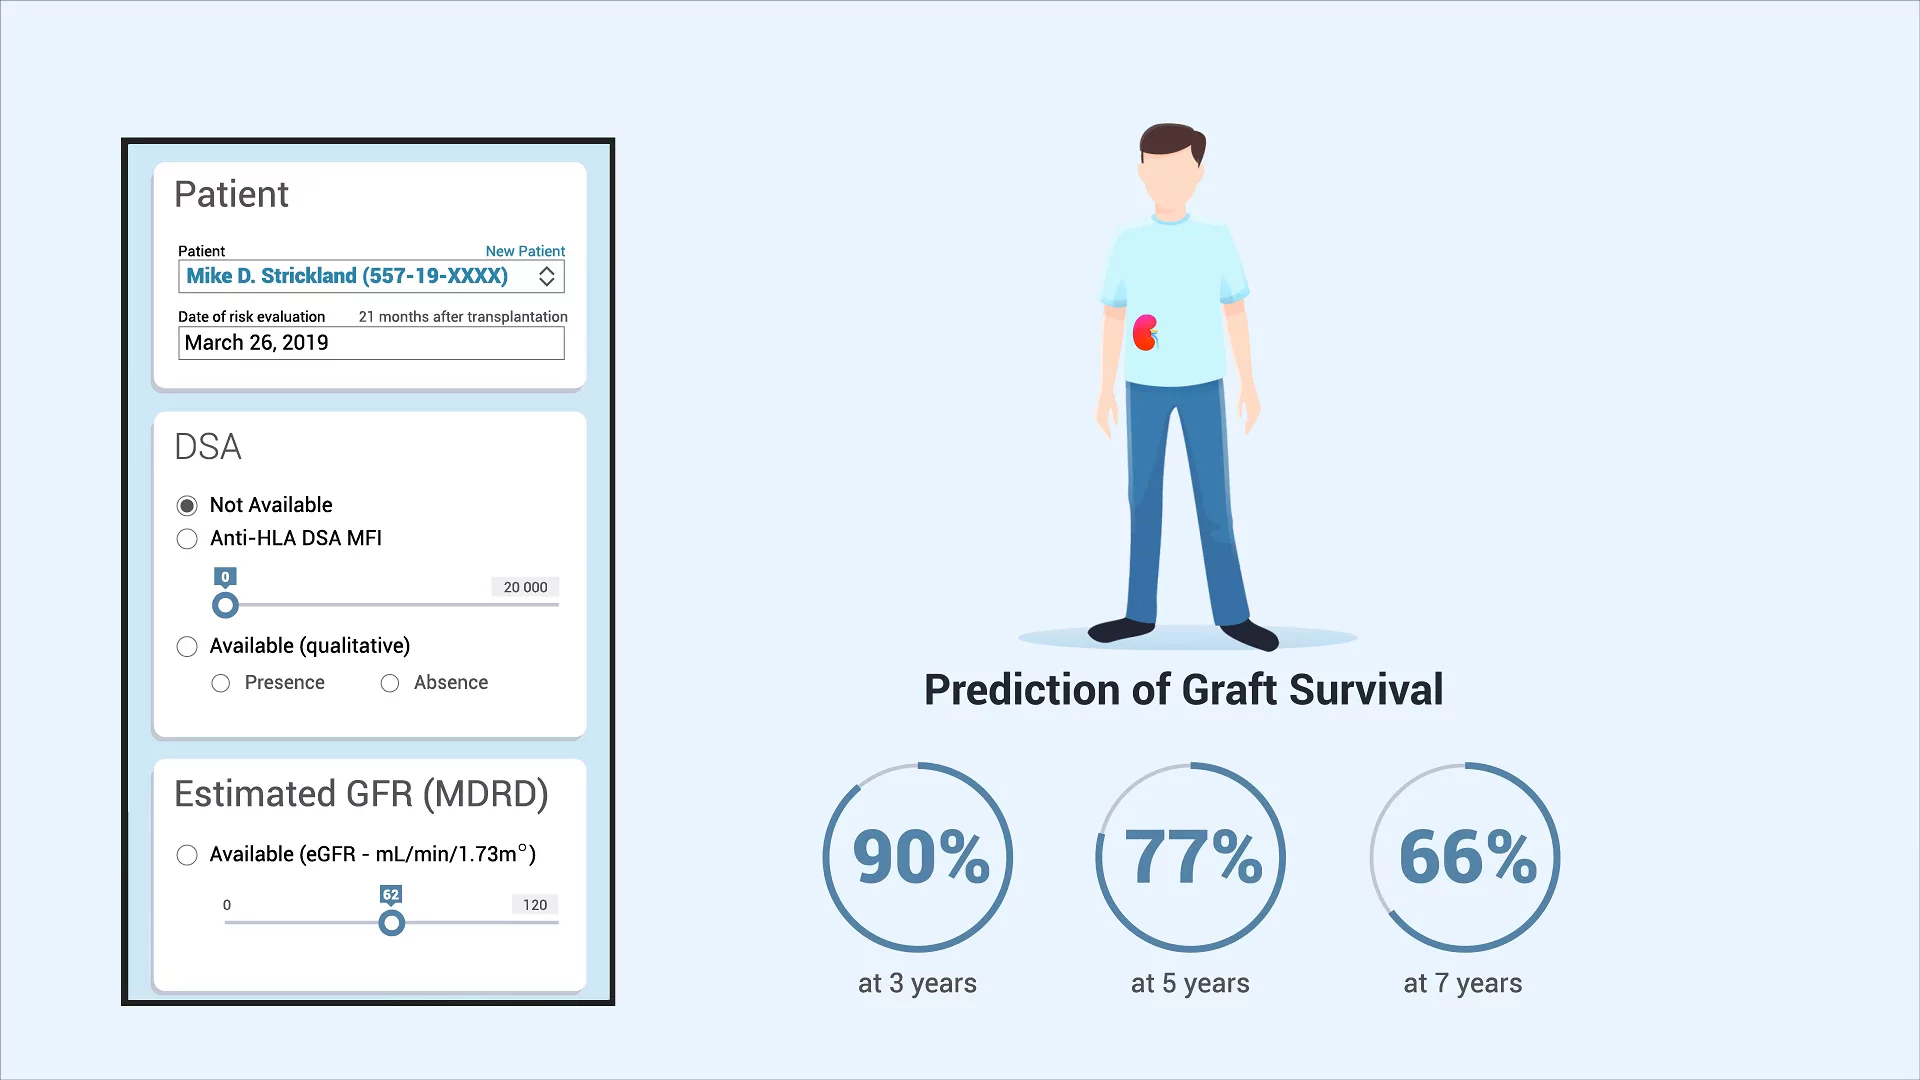 Patient
Patient New Patient
Mike D. Strickland (557-19-XXXX)
Date of risk evaluation 21 months after transplantation
March 26, 2019
DSA
Not Available
Anti-HLA DSA MFI
0
20 000
Available (qualitative)
Presence Absence
Estimated GFR (MDRD)
Available (eGFR - mL/min/1.73m°)
62
0 120
Prediction of Graft Survival
90% 77% 66%
at 3 years at 5 years at 7 years